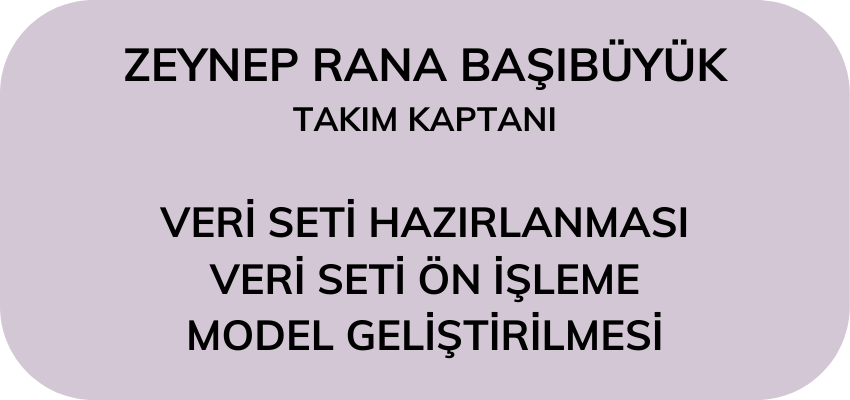 ZEYNEP RANA BAŞIBÜYÜK
TAKIM KAPTANI
VERİ SETİ HAZIRLANMASI
VERİ SETİ ÖN İŞLEME
MODEL GELİŞTİRİLMESİ